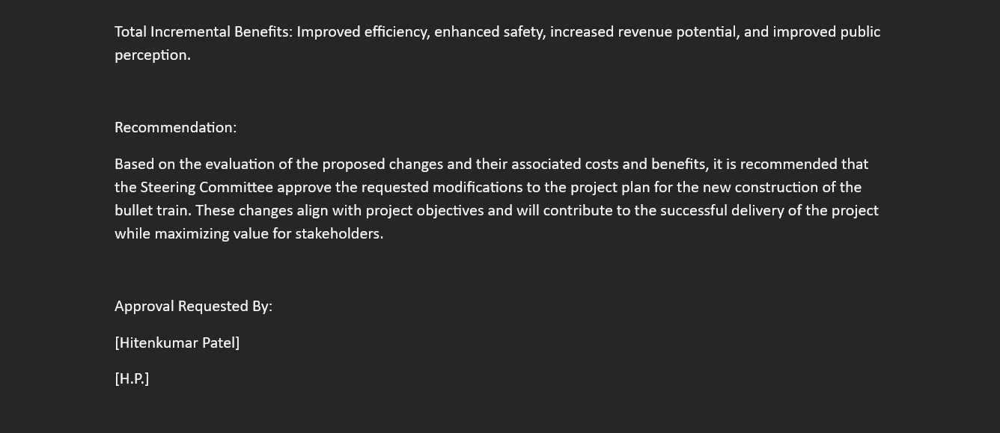 Total Incremental Benefits: Improved efficiency, enhanced safety, increased revenue potential, and improved public
perception.
Recommendation:
Based on the evaluation of the proposed changes and their associated costs and benefits, it is recommended that
the Steering Committee approve the requested modifications to the project plan for the new construction of the
bullet train. These changes align with project objectives and will contribute to the successful delivery of the project
while maximizing value for stakeholders.
Approval Requested By:
[Hitenkumar Patel]
[H.P.]